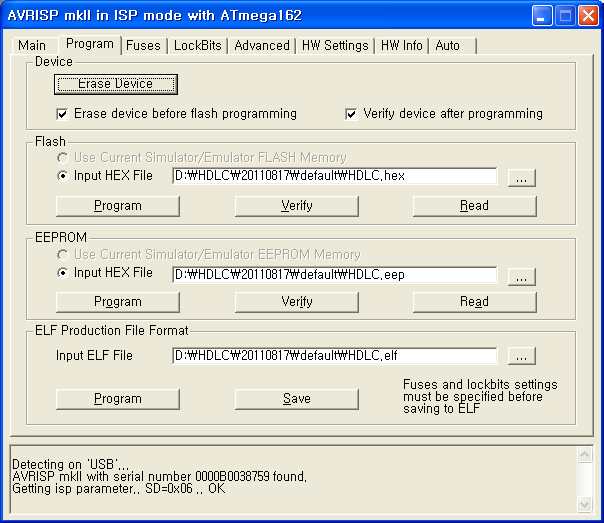 AVRISP mkII in ISP mode with ATmega162
Main Program Fuses LockBits Advanced HW Settings HW Info Auto
Device
Erase Device
Erase device before flash programming Verify device after programming
Flash
Use Current Simulator/Emulator FLASH Memory
Input HEX File D:₩HDLC₩20110817₩default₩HDLC.hex ...
Program Verify Read
EEPROM
Use Current Simulator/Emulator EEPROM Memory
Input HEX File D:₩HDLC₩20110817₩default₩HDLC.eep ...
Program Verify Read
ELF Production File Format
Input ELF File D:₩HDLC₩20110817₩default₩HDLC.elf ...
Program Save Fuses and lockbits settings
must be specified before
saving to ELF
Detecting on 'USB'...
AVRISP mkII with serial number 0000B0038759 found.
Getting isp parameter.. SD=0x06 .. OK